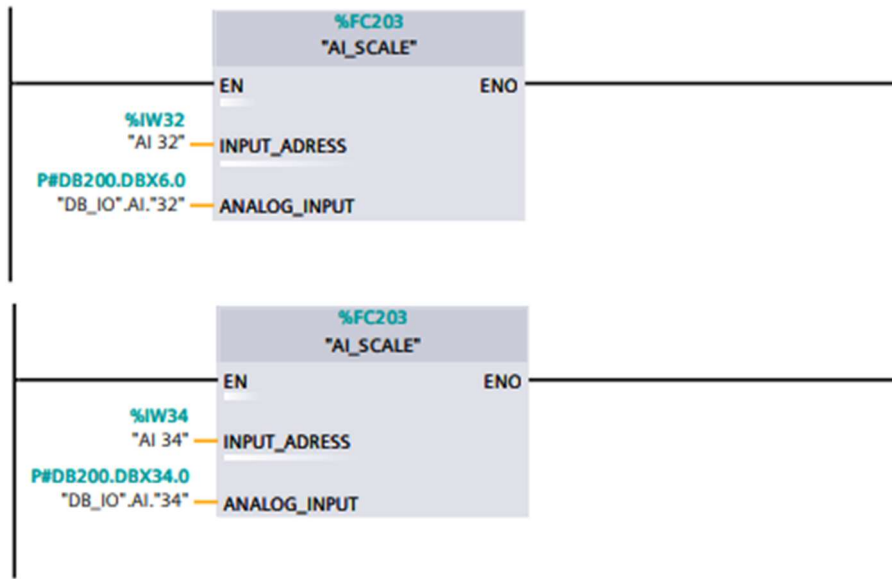 %FC203
"AI_SCALE"
EN ENO
%IW32
"AI 32" INPUT_ADRESS
P#DB200.DBX6.0
"DB_IO".AI."32" ANALOG_INPUT
%FC203
"AI_SCALE"
EN ENO
%IW34
"AI 34" INPUT_ADRESS
P#DB200.DBX34.0
"DB_IO".AI."34" ANALOG_INPUT